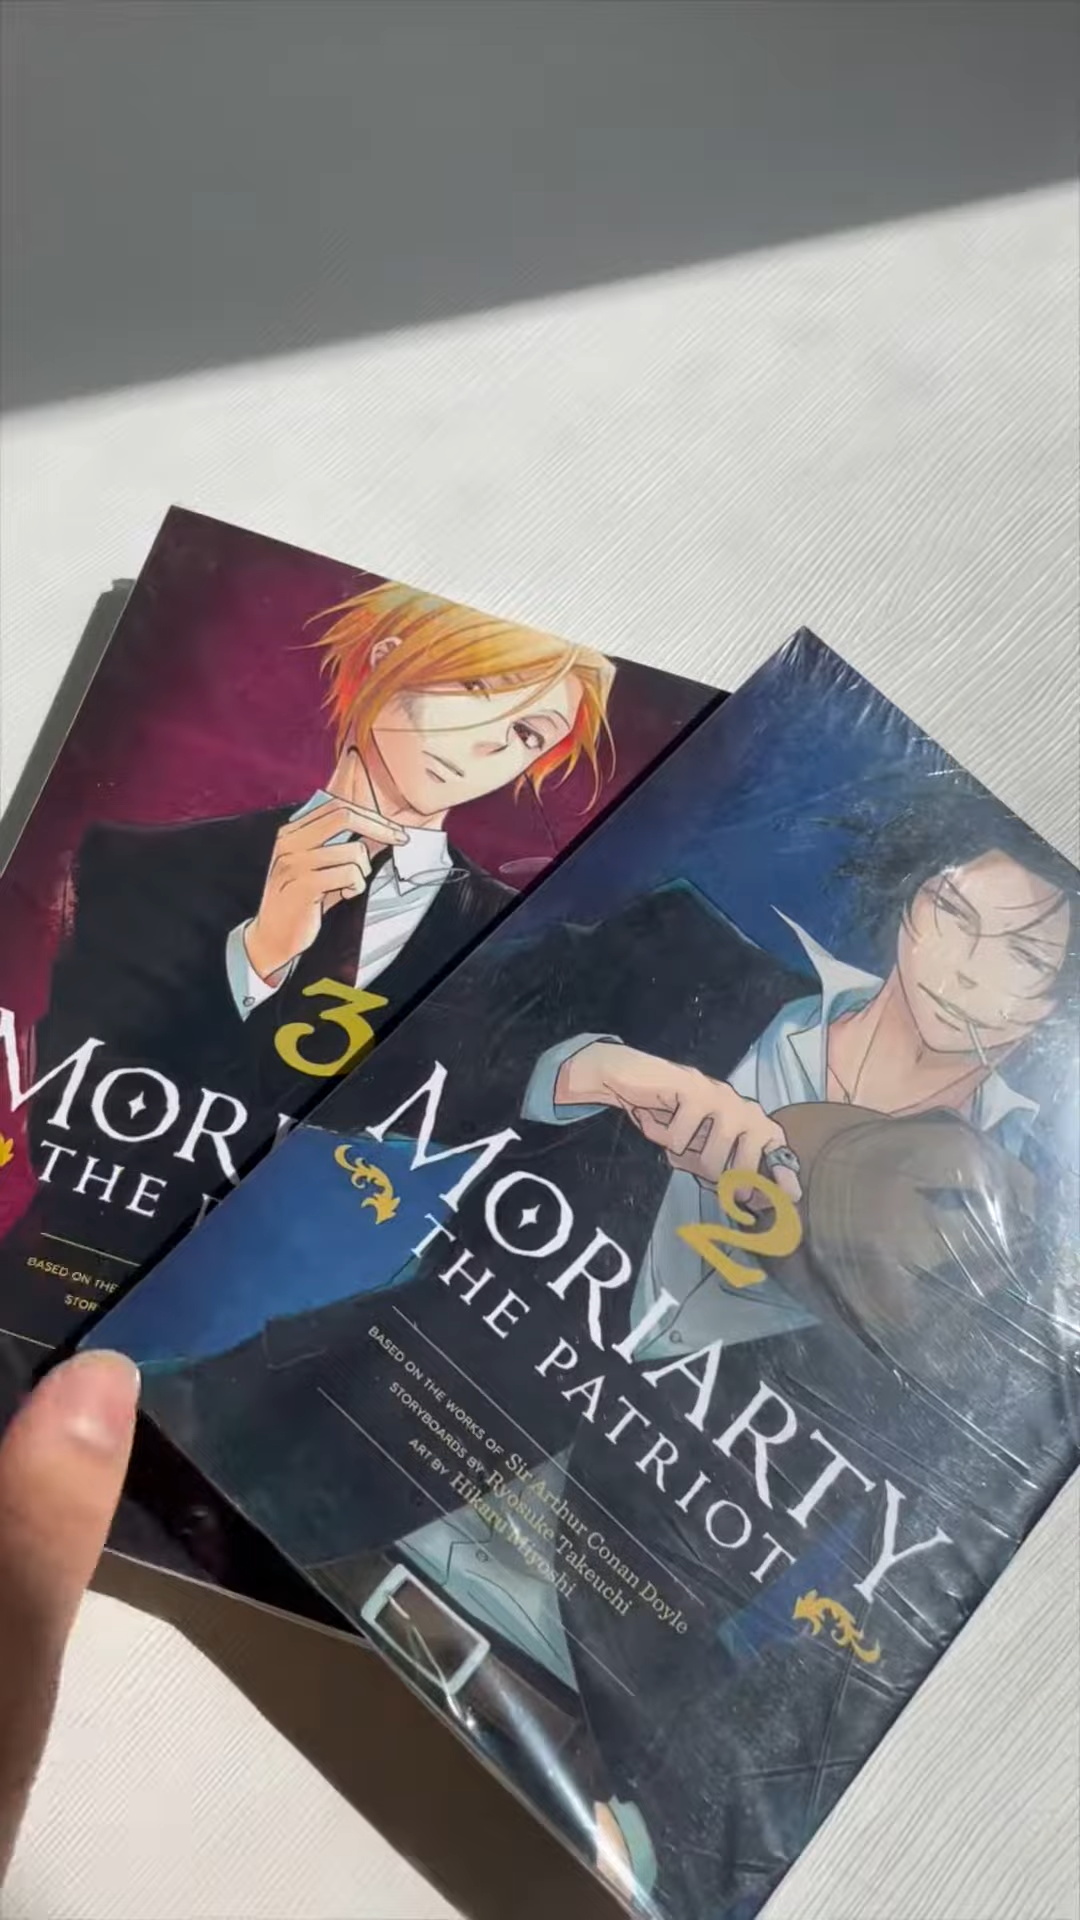 3
MOR
THE
BASED ON THE
STOR
2
MORIARTY
THE PATRIOT
BASED ON THE WORKS OF Sir Arthur Conan Doyle
STORYBOARDS BY Ryosuke Takeuchi
ART BY Hikaru Miyoshi